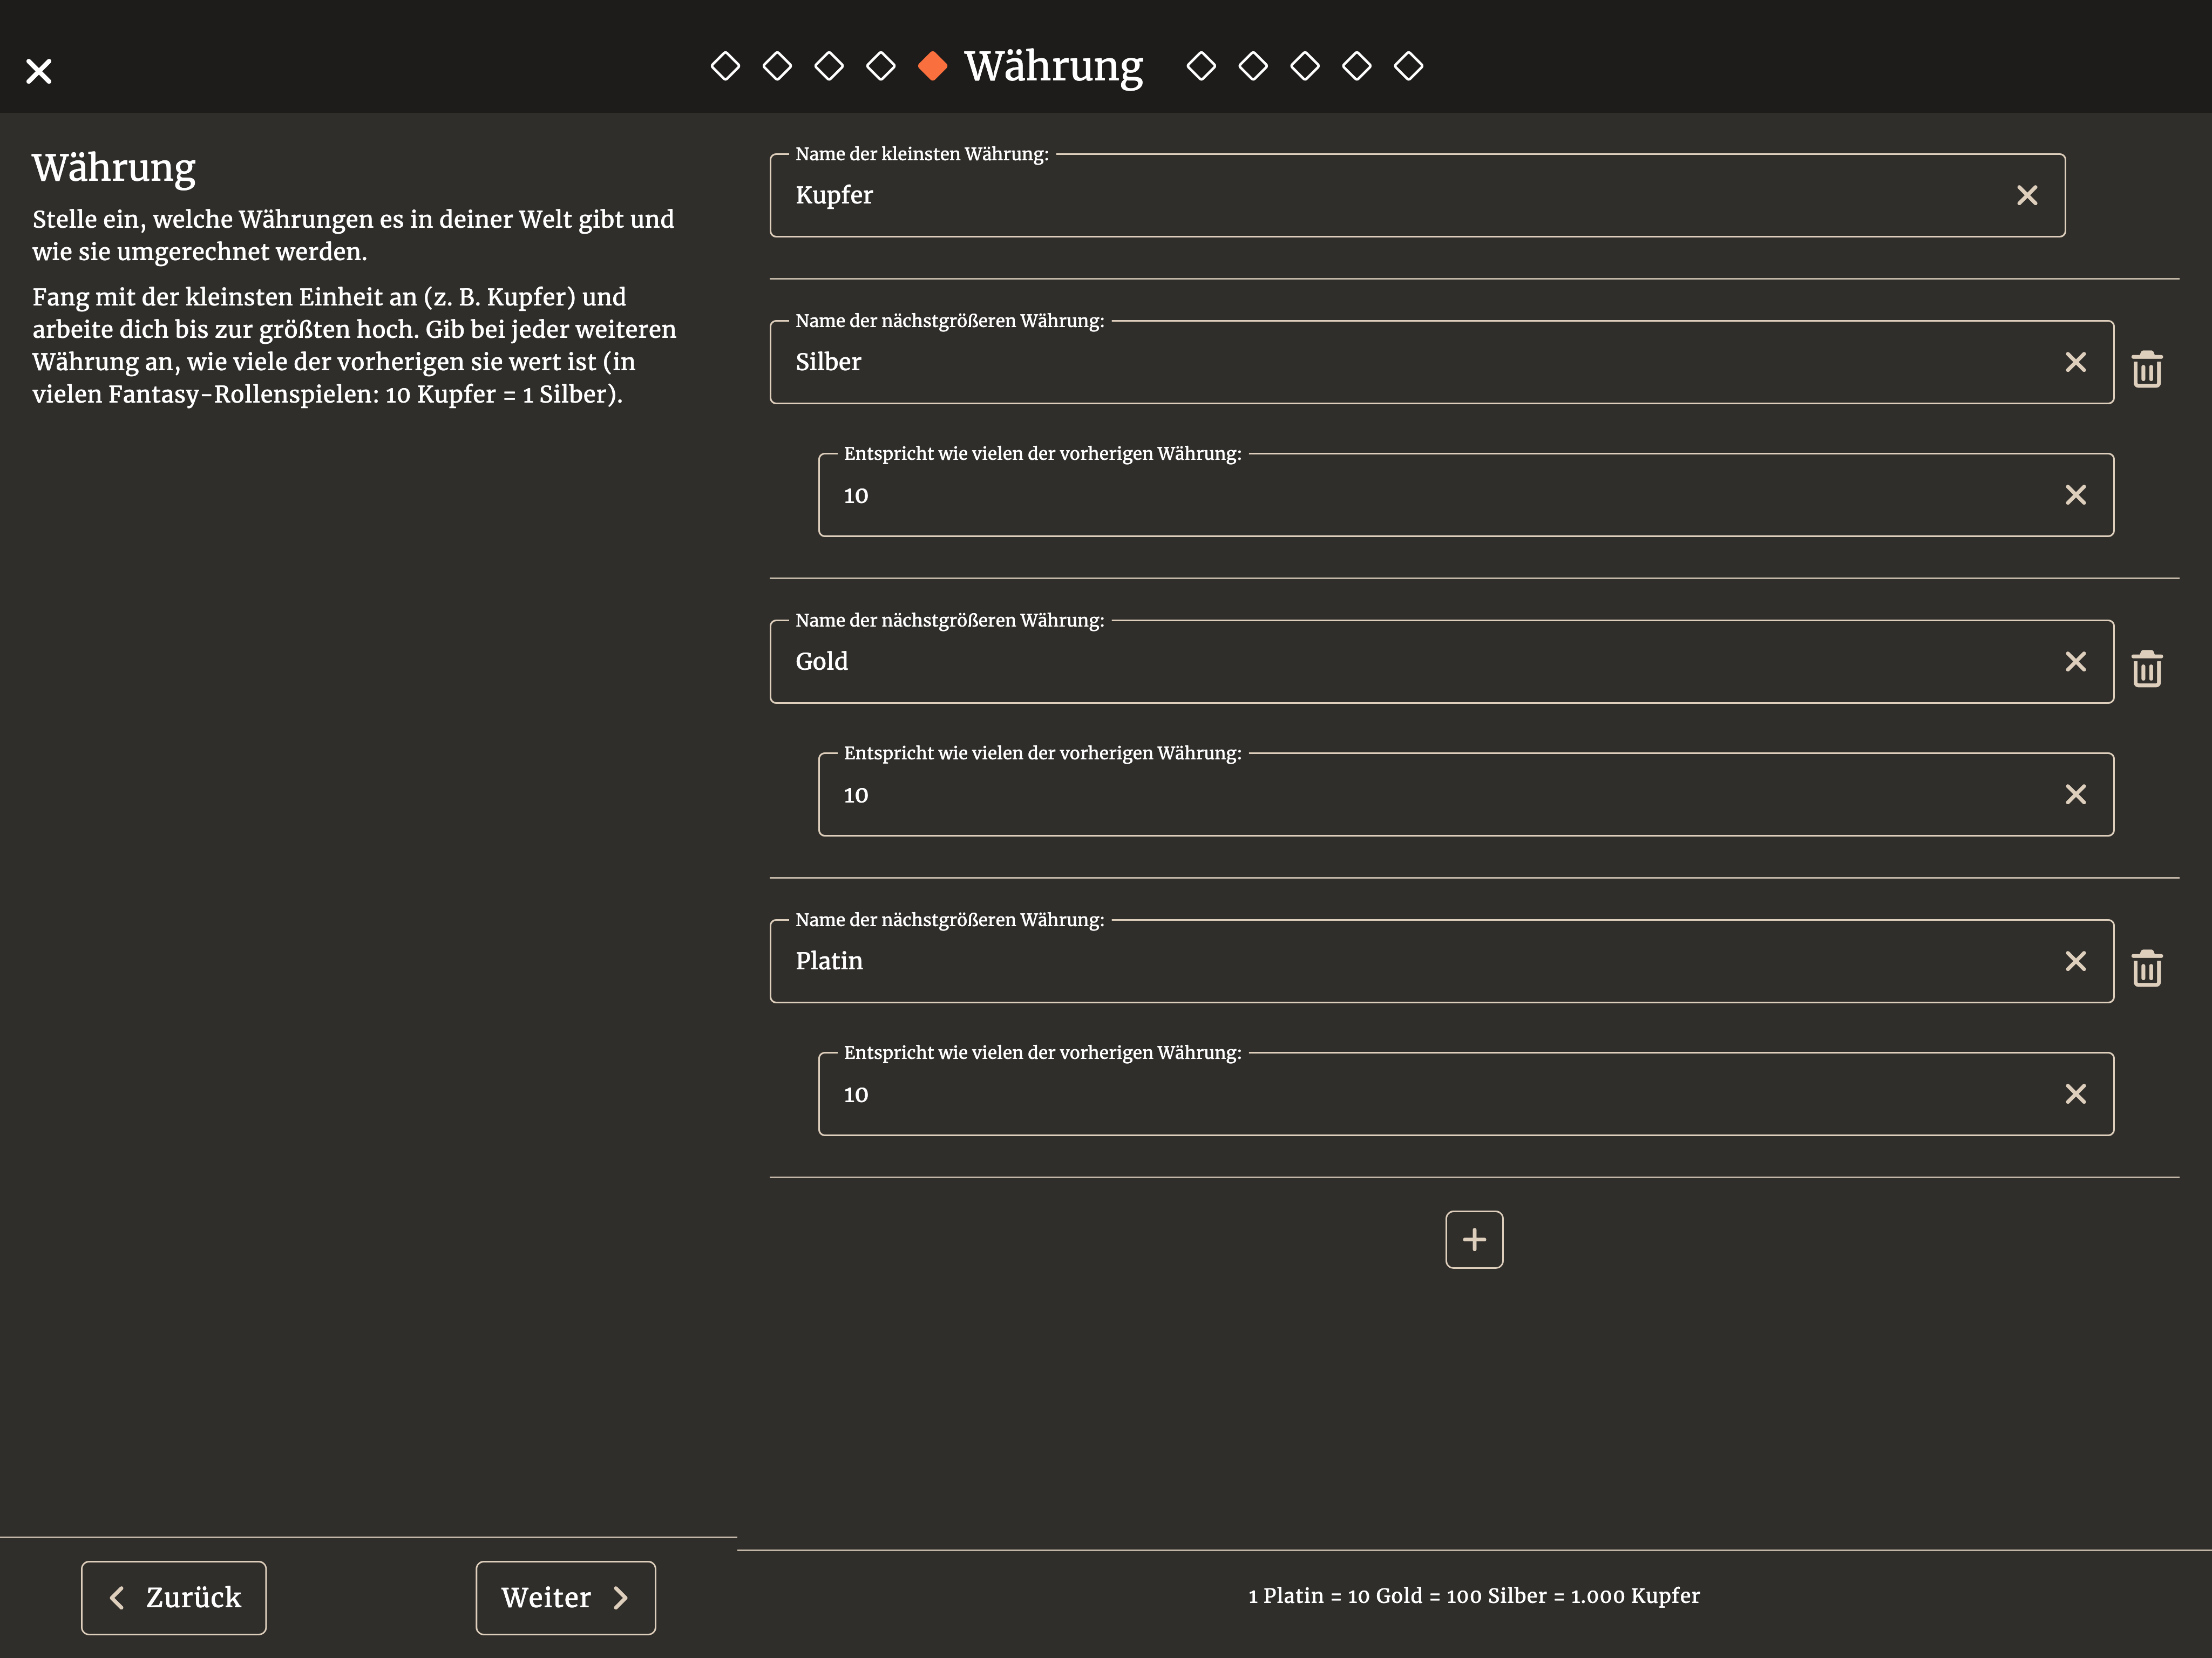 Währung
Währung
Stelle ein, welche Währungen es in deiner Welt gibt und
wie sie umgerechnet werden.
Fang mit der kleinsten Einheit an (z. B. Kupfer) und
arbeite dich bis zur größten hoch. Gib bei jeder weiteren
Währung an, wie viele der vorherigen sie wert ist (in
vielen Fantasy-Rollenspielen: 10 Kupfer = 1 Silber).
Name der kleinsten Währung:
Kupfer
Name der nächstgrößeren Währung:
Silber
Entspricht wie vielen der vorherigen Währung:
10
Name der nächstgrößeren Währung:
Gold
Entspricht wie vielen der vorherigen Währung:
10
Name der nächstgrößeren Währung:
Platin
Entspricht wie vielen der vorherigen Währung:
10
Zurück
Weiter
1 Platin = 10 Gold = 100 Silber = 1.000 Kupfer